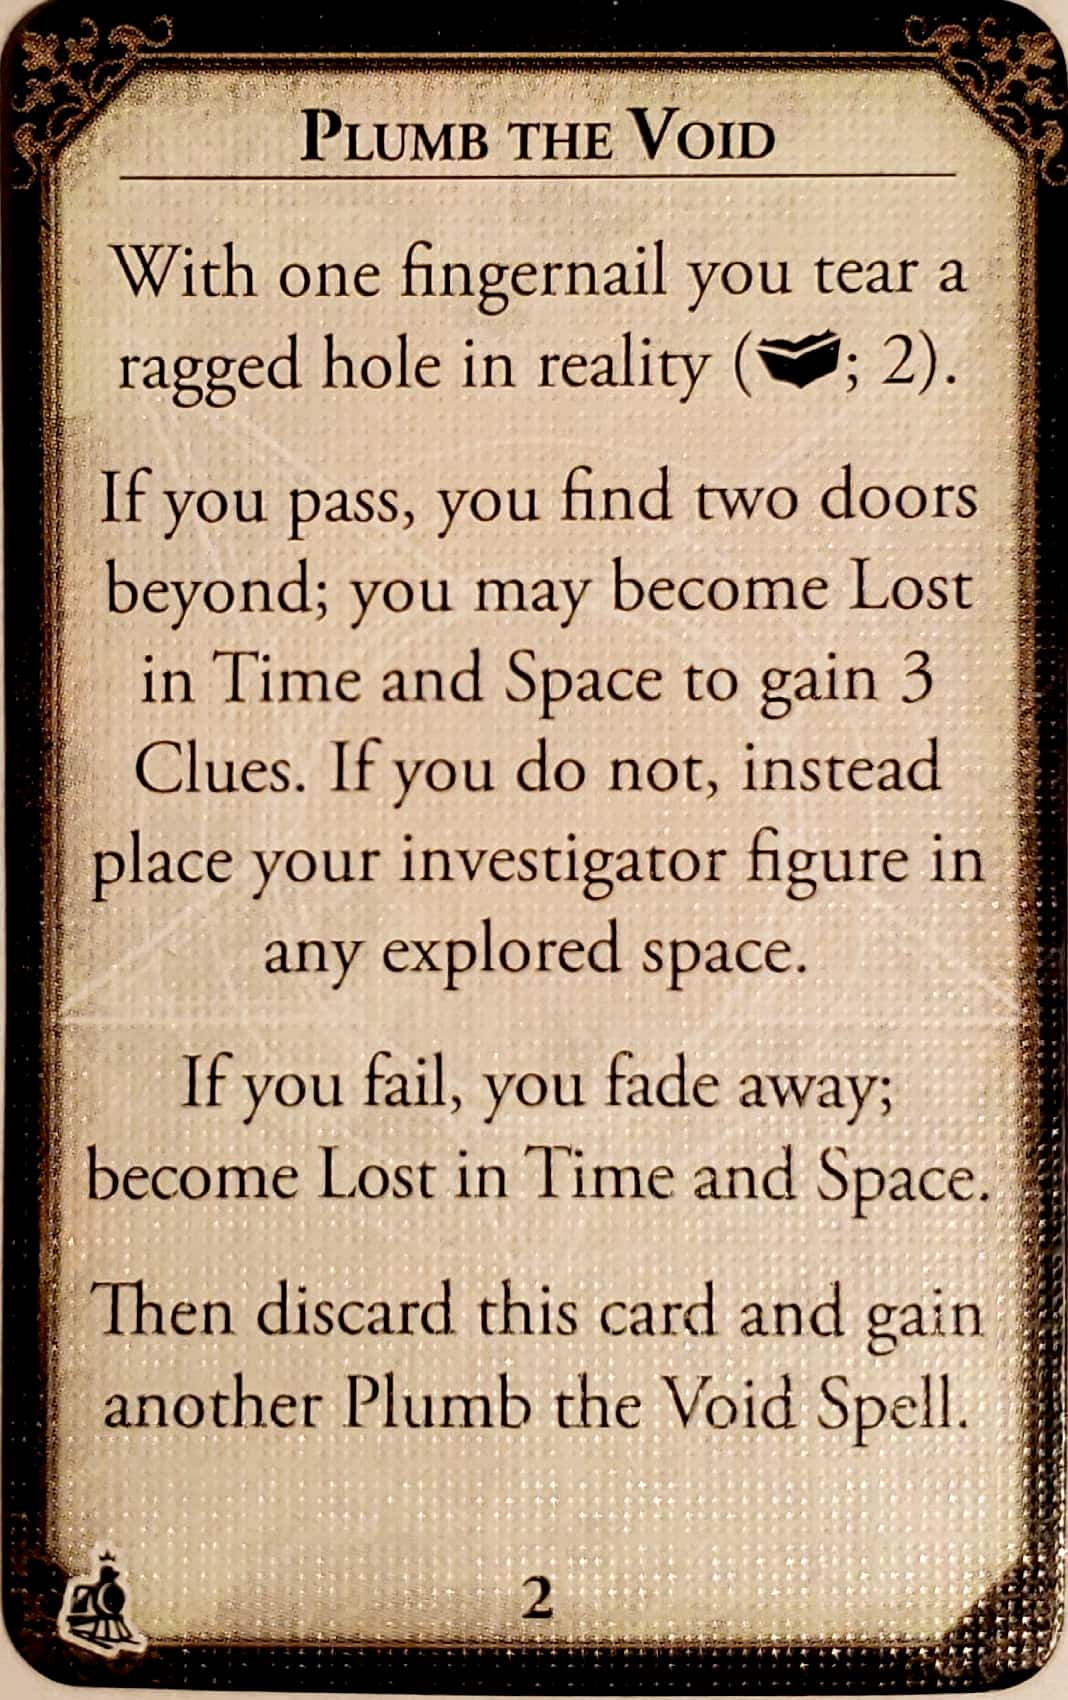 PLUMB THE VOID
With one fingernail you tear a
ragged hole in reality ( ; 2).
If you pass, you find two doors
beyond; you may become Lost
in Time and Space to gain 3
Clues. If you do not, instead
place your investigator figure in
any explored space.
If you fail, you fade away;
become Lost in Time and Space.
Then discard this card and gain
another Plumb the Void Spell.
2